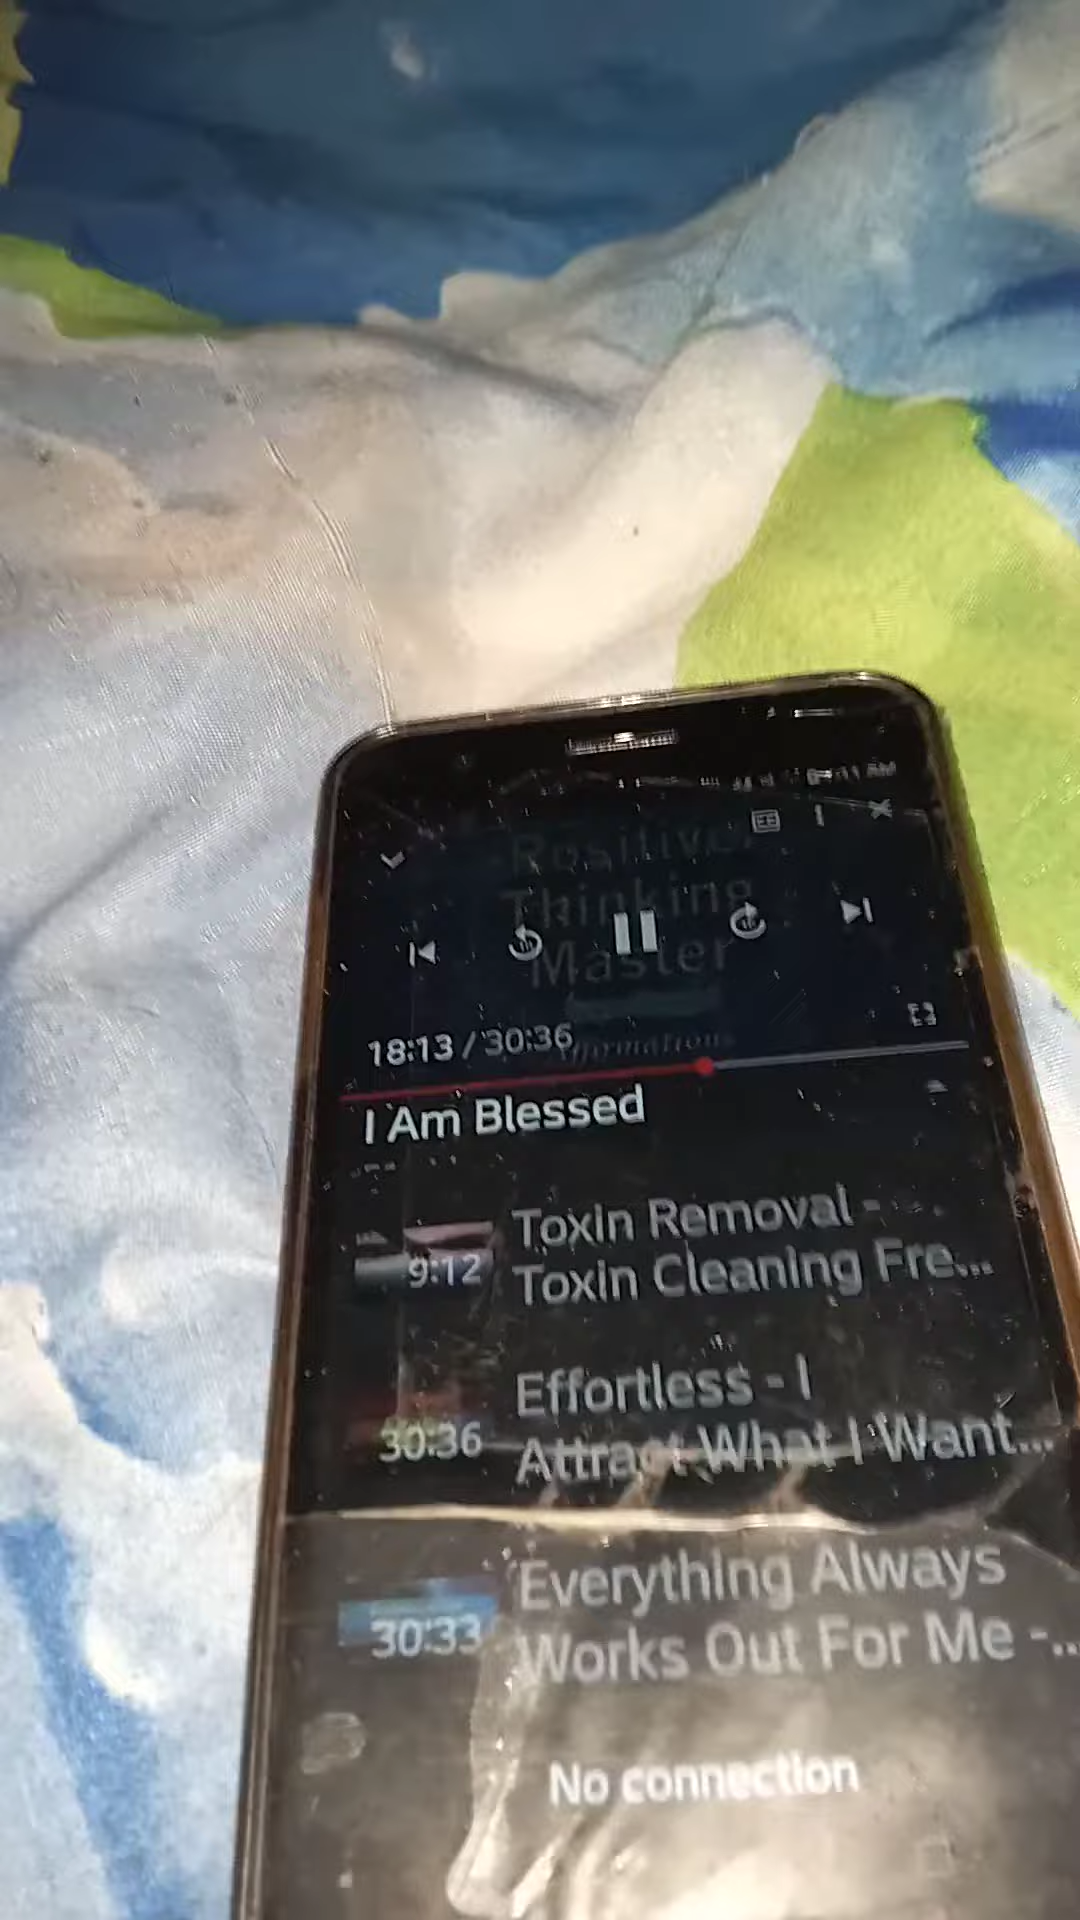 Positive
Thinking
Master
18:13 / 30:36
Affirmations
I Am Blessed
Toxin Removal -
Toxin Cleaning Fre...
9:12
Effortless - I
Attract What I Want...
30:36
Everything Always
Works Out For Me -...
30:33
No connection